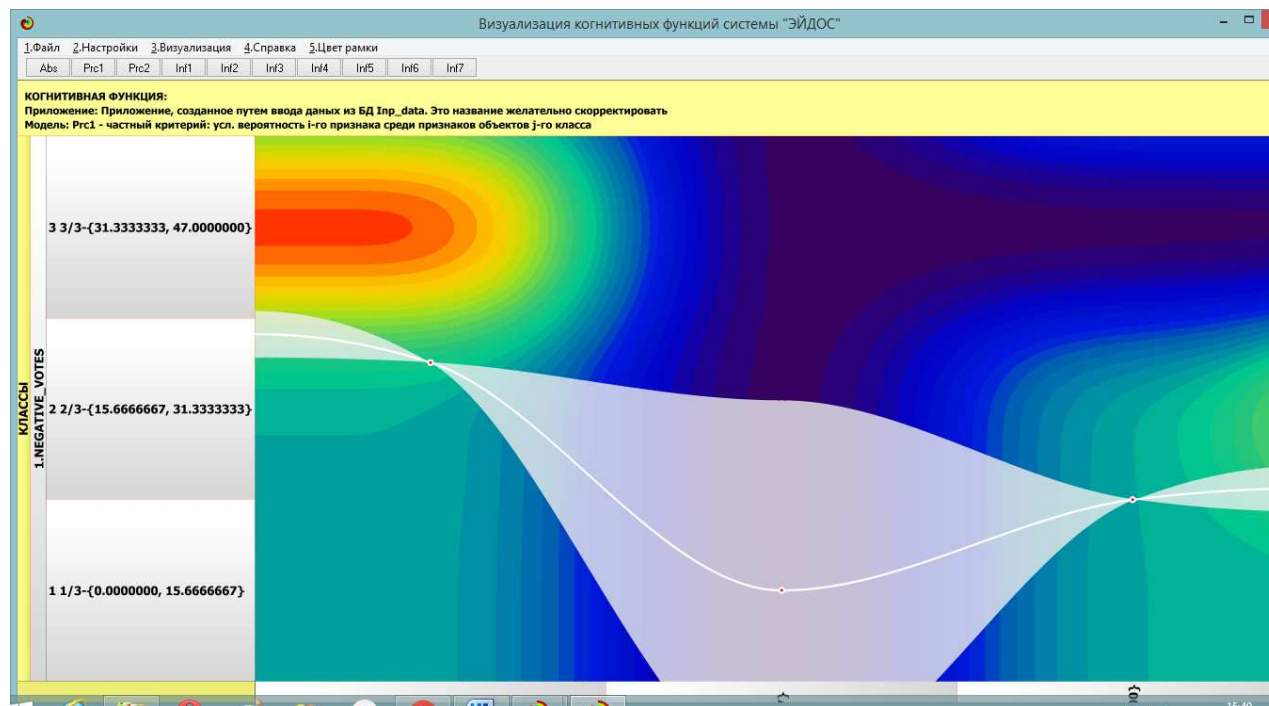 Визуализация когнитивных функций системы "ЭЙДОС"
1.Файл 2.Настройки 3.Визуализация 4.Справка 5.Цвет рамки
Abs Prc1 Prc2 Inf1 Inf2 Inf3 Inf4 Inf5 Inf6 Inf7
КОГНИТИВНАЯ ФУНКЦИЯ:
Приложение: Приложение, созданное путем ввода даных из БД Inp_data. Это название желательно скорректировать
Модель: Prc1 - частный критерий: усл. вероятность i-го признака среди признаков объектов j-го класса
КЛАССЫ
1.NEGATIVE_VOTES
3 3/3-{31.3333333, 47.0000000}
2 2/3-{15.6666667, 31.3333333}
1 1/3-{0.0000000, 15.6666667}